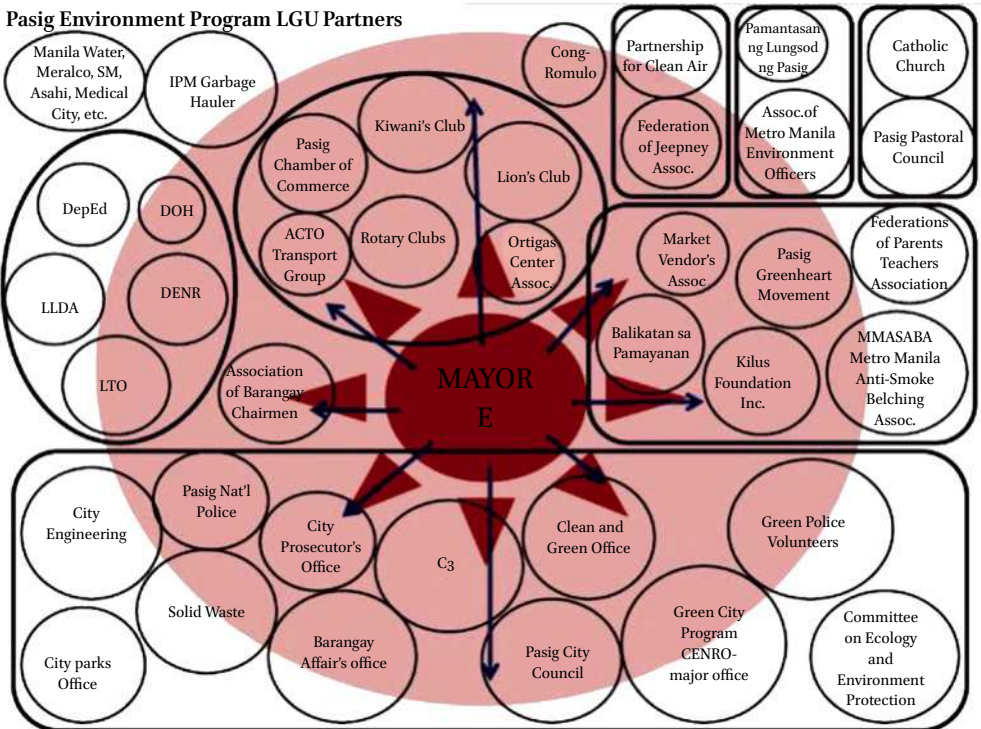 Pasig Environment Program LGU Partners
Manila Water,
Meralco, SM,
Asahi, Medical
City, etc.
IPM Garbage
Hauler
Cong-
Romulo
Partnership
for Clean Air
Federation
of Jeepney
Assoc.
Pamantasan
ng Lungsod
ng Pasig
Assoc.of
Metro Manila
Environment
Officers
Catholic
Church
Pasig Pastoral
Council
Kiwani's Club
Pasig
Chamber of
Commerce
Lion's Club
ACTO
Transport
Group
Rotary Clubs
Ortigas
Center
Assoc.
DepEd
DOH
LLDA
DENR
LTO
Market
Vendor's
Assoc
Pasig
Greenheart
Movement
Federations
of Parents
Teachers
Association
Balikatan sa
Pamayanan
Kilus
Foundation
Inc.
MMASABA
Metro Manila
Anti-Smoke
Belching
Assoc.
Association
of Barangay
Chairmen
MAYOR
E
City
Engineering
Pasig Nat'l
Police
City
Prosecutor's
Office
C3
Clean and
Green Office
Green Police
Volunteers
Solid Waste
City parks
Office
Barangay
Affair's office
Pasig City
Council
Green City
Program
CENRO-
major office
Committee
on Ecology
and
Environment
Protection